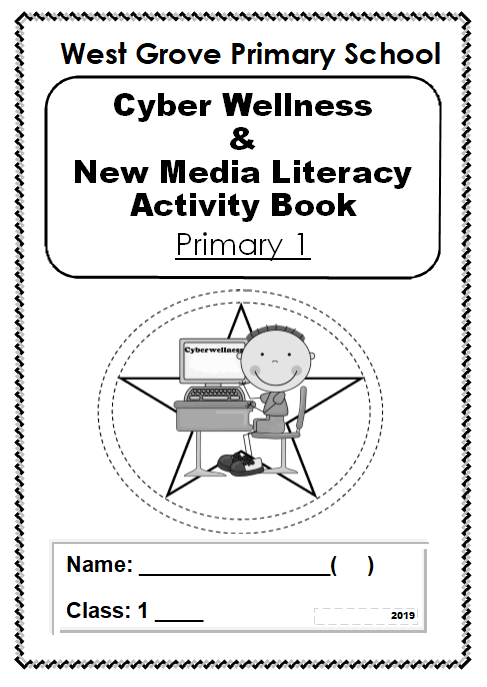 West Grove Primary School
Cyber Wellness
&
New Media Literacy
Activity Book
Primary 1
Cyberwellness
Name: ________________( )
Class: 1 ____
2019